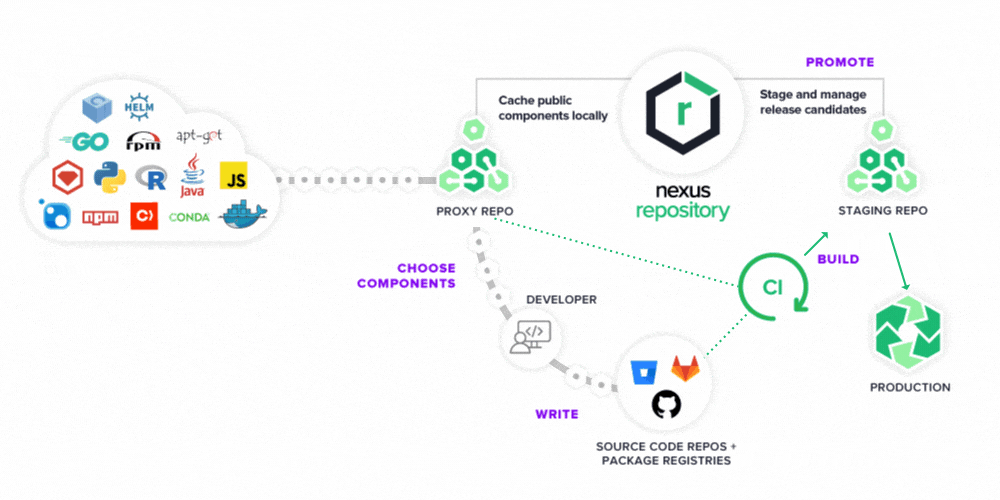 PROMOTE
Cache public
components locally
r
Stage and manage
release candidates
HELM
GO
rpm
apt-get
R
Java
JS
npm
C)
CONDA
docker
nexus
repository
PROXY REPO
STAGING REPO
CHOOSE
COMPONENTS
CI
BUILD
DEVELOPER
</>
WRITE
PRODUCTION
SOURCE CODE REPOS +
PACKAGE REGISTRIES